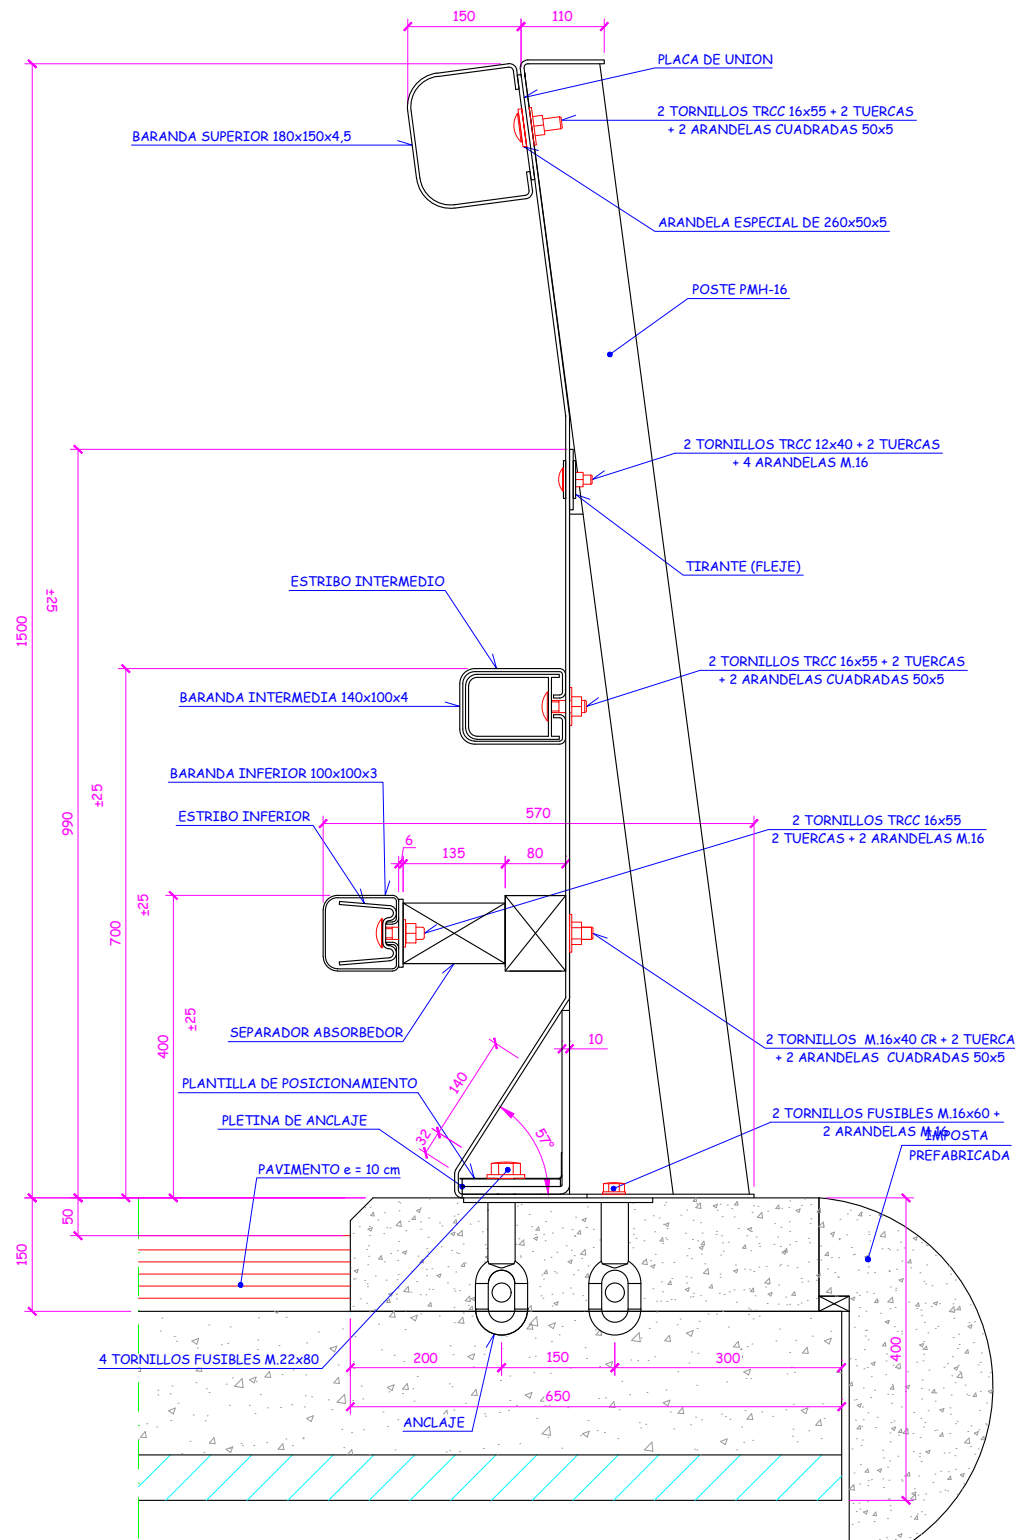 150
110
PLACA DE UNION
2 TORNILLOS TRCC 16x55 + 2 TUERCAS
+ 2 ARANDELAS CUADRADAS 50x5
BARANDA SUPERIOR 180x150x4,5
ARANDELA ESPECIAL DE 260x50x5
POSTE PMH-16
2 TORNILLOS TRCC 12x40 + 2 TUERCAS
+ 4 ARANDELAS M.16
TIRANTE (FLEJE)
ESTRIBO INTERMEDIO
1500
±25
2 TORNILLOS TRCC 16x55 + 2 TUERCAS
+ 2 ARANDELAS CUADRADAS 50x5
BARANDA INTERMEDIA 140x100x4
BARANDA INFERIOR 100x100x3
990
±25
ESTRIBO INFERIOR
570
2 TORNILLOS TRCC 16x55
2 TUERCAS + 2 ARANDELAS M.16
6
135
80
700
±25
400
±25
SEPARADOR ABSORBEDOR
10
2 TORNILLOS M.16x40 CR + 2 TUERCA
+ 2 ARANDELAS CUADRADAS 50x5
140
PLANTILLA DE POSICIONAMIENTO
PLETINA DE ANCLAJE
32
57°
2 TORNILLOS FUSIBLES M.16x60 +
2 ARANDELAS M.16
IMPOSTA
PREFABRICADA
PAVIMENTO e = 10 cm
50
150
4 TORNILLOS FUSIBLES M.22x80
200
150
300
400
650
ANCLAJE